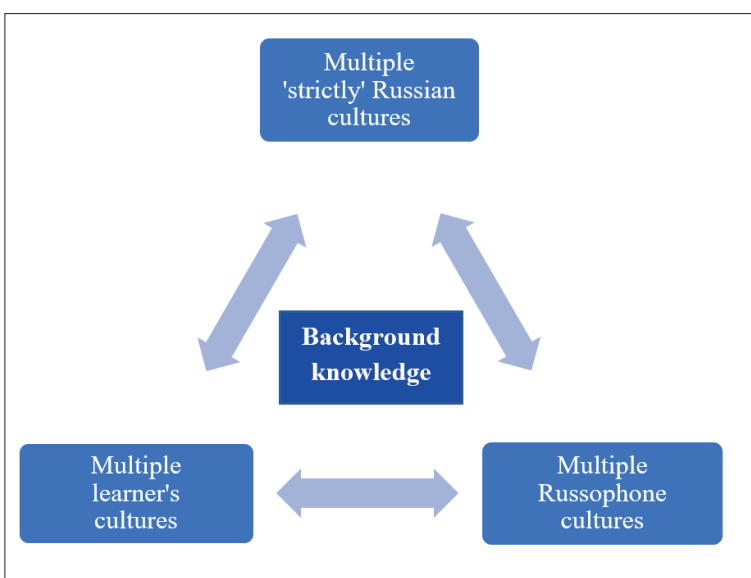 Multiple
'strictly' Russian
cultures
Background
knowledge
Multiple
learner's
cultures
Multiple
Russophone
cultures